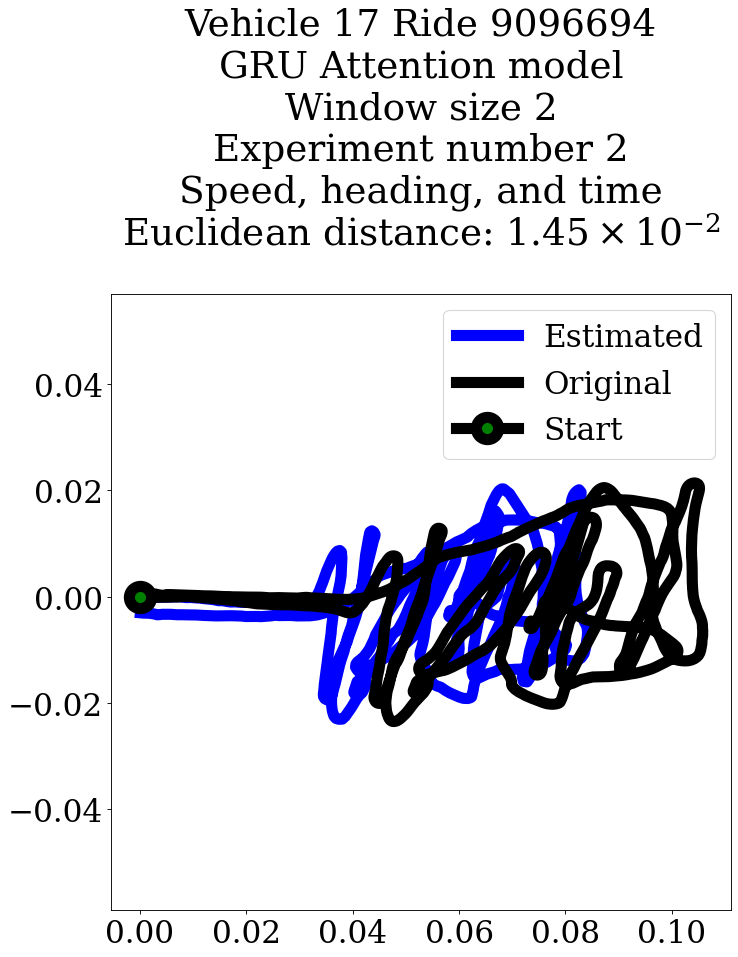 Vehicle 17 Ride 9096694
GRU Attention model
Window size 2
Experiment number 2
Speed, heading, and time
Euclidean distance: 1.45 × 10⁻²
Estimated
Original
Start
0.04
0.02
0.00
−0.02
−0.04
0.00 0.02 0.04 0.06 0.08 0.10